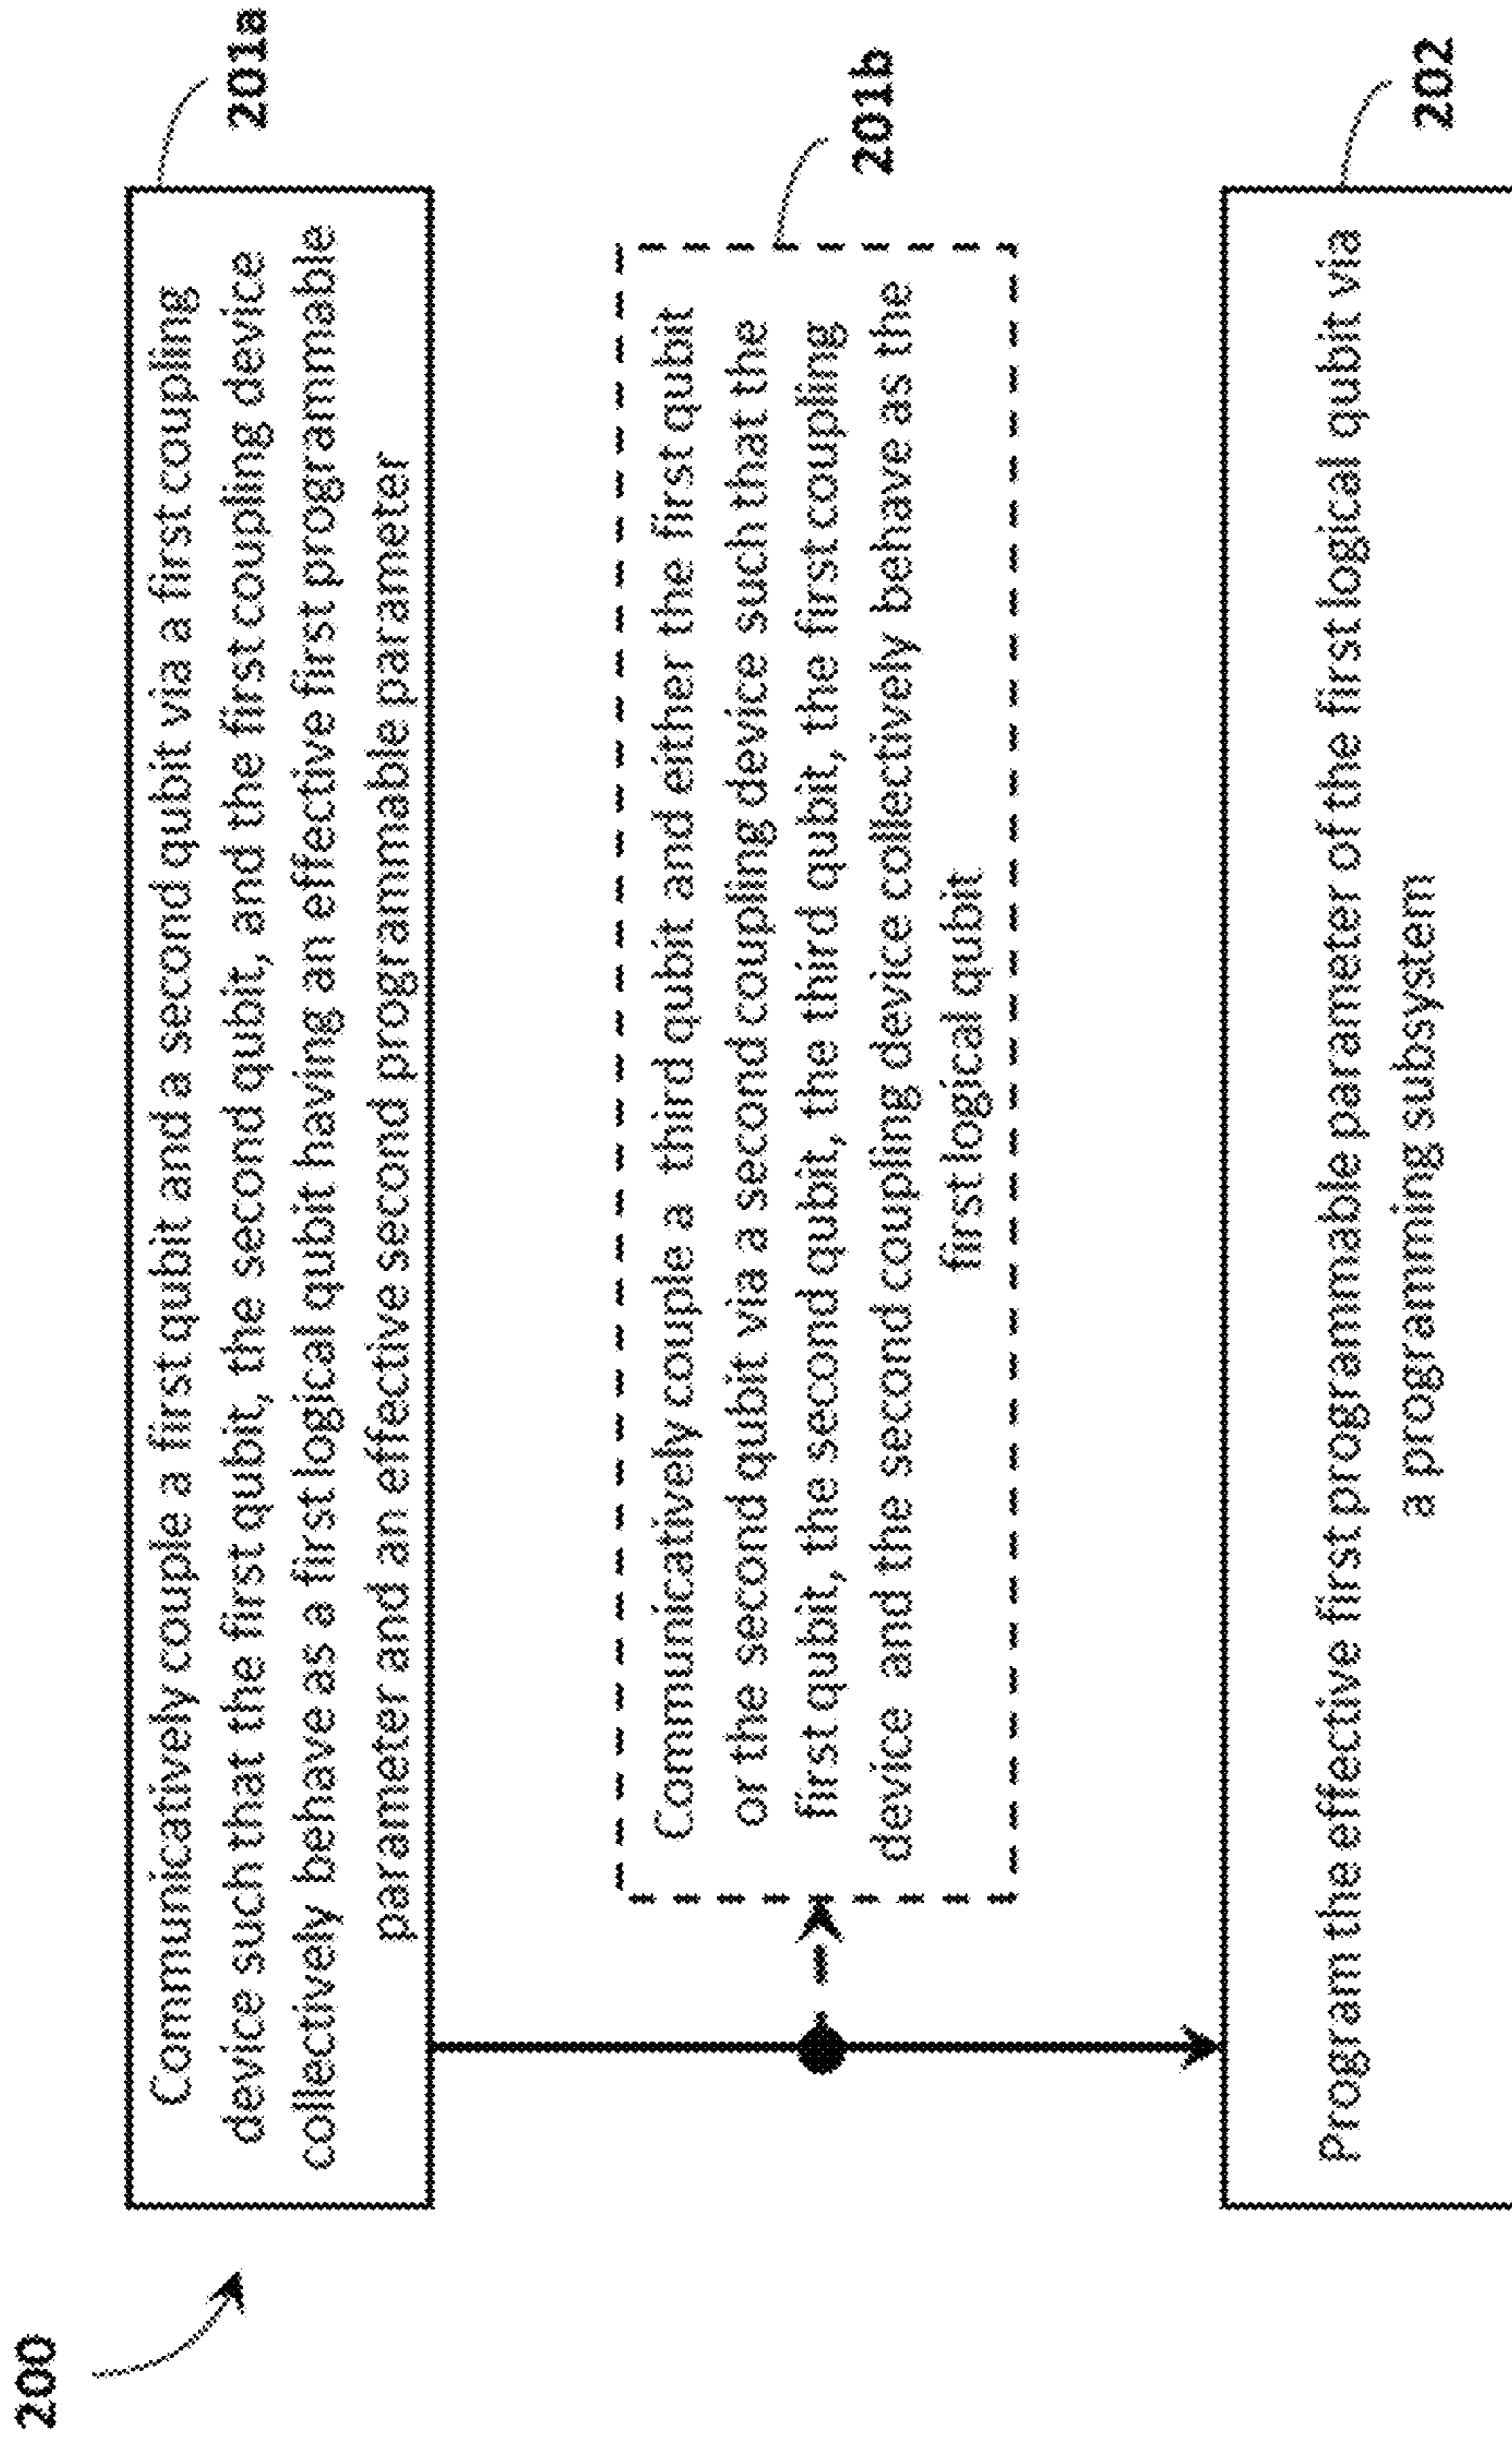 200
201a
Communicatively couple a first qubit and a second qubit via a first coupling
device such that the first qubit, the second qubit, and the first coupling device
collectively behave as a first logical qubit having an effective first programmable
parameter and an effective second programmable parameter
201b
Communicatively couple a third qubit and either the first qubit
or the second qubit via a second coupling device such that the
first qubit, the second qubit, the third qubit, the first coupling
device and the second coupling device collectively behave as the
first logical qubit
202
Program the effective first programmable parameter of the first logical qubit via
a programming subsystem